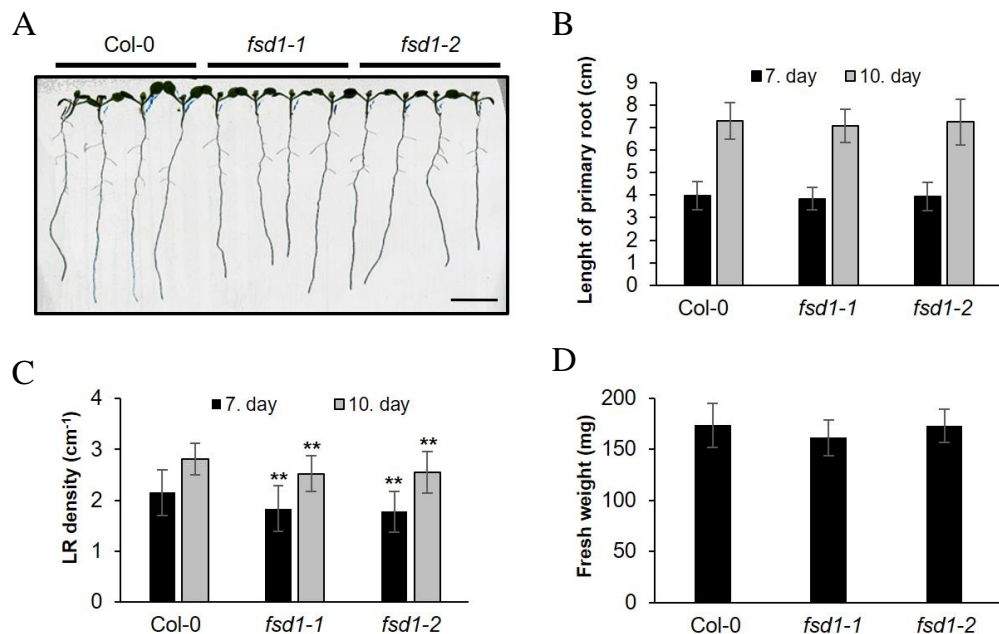 A
Col-0 fsd1-1 fsd1-2
B
7. day 10. day
Lenght of primary root (cm)
9
8
7
6
5
4
3
2
1
0
Col-0 fsd1-1 fsd1-2
C
7. day 10. day
LR density (cm-1)
4
3
2
1
0
** ** ** **
Col-0 fsd1-1 fsd1-2
D
Fresh weight (mg)
200
150
100
50
0
Col-0 fsd1-1 fsd1-2